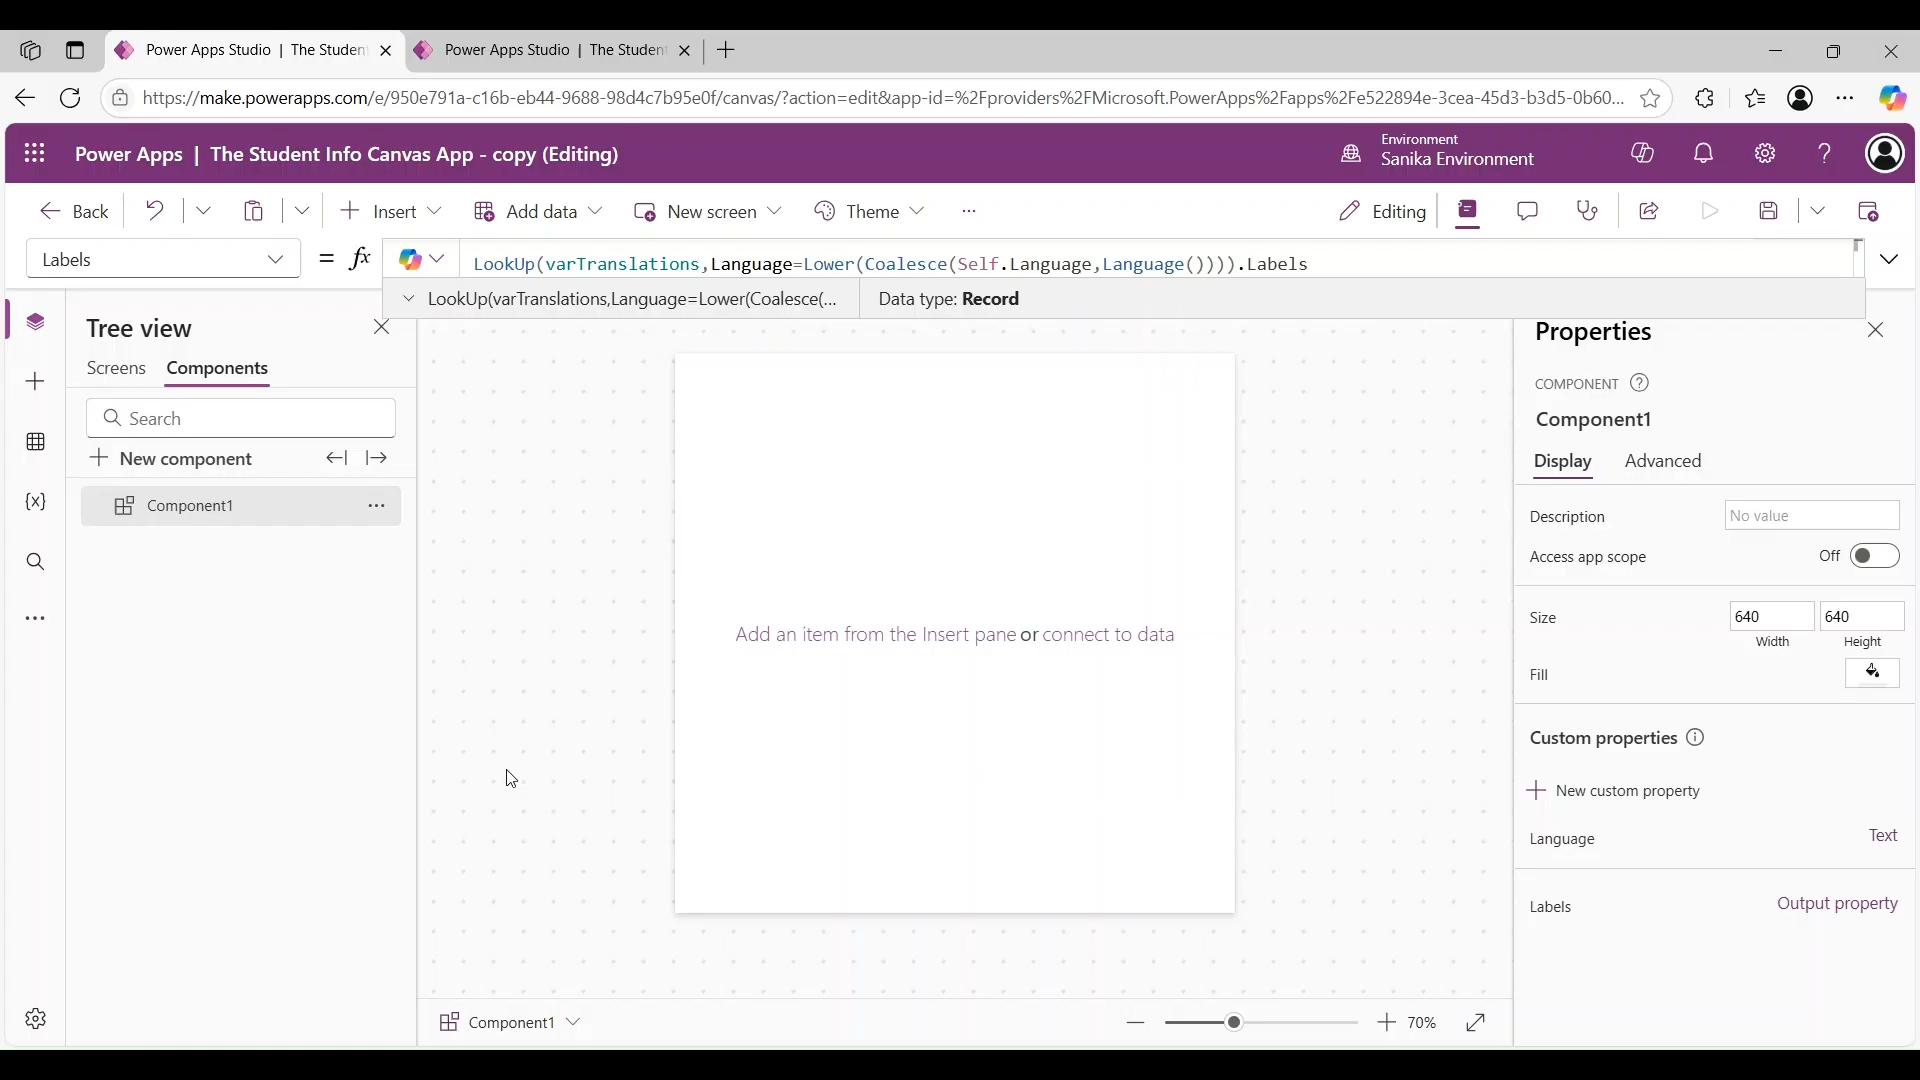 Power Apps Studio | The Student
Power Apps Studio | The Student
https://make.powerapps.com/e/950e791a-c16b-eb44-9688-98d4c7b95e0f/canvas/?action=edit&app-id=%2Fproviders%2FMicrosoft.PowerApps%2Fapps%2Fe522894e-3cea-45d3-b3d5-0b60...
Power Apps | The Student Info Canvas App - copy (Editing)
Environment
Sanika Environment
Back
Insert
Add data
New screen
Theme
...
Editing
Labels
= fx
LookUp(varTranslations,Language=Lower(Coalesce(Self.Language,Language()))).Labels
LookUp(varTranslations,Language=Lower(Coalesce(...
Data type: Record
Tree view
Screens
Components
Search
New component
Component1
Add an item from the Insert pane or connect to data
Component1
70%
Properties
COMPONENT
Component1
Display
Advanced
Description
No value
Access app scope
Off
Size
640
640
Width
Height
Fill
Custom properties
New custom property
Language
Text
Labels
Output property